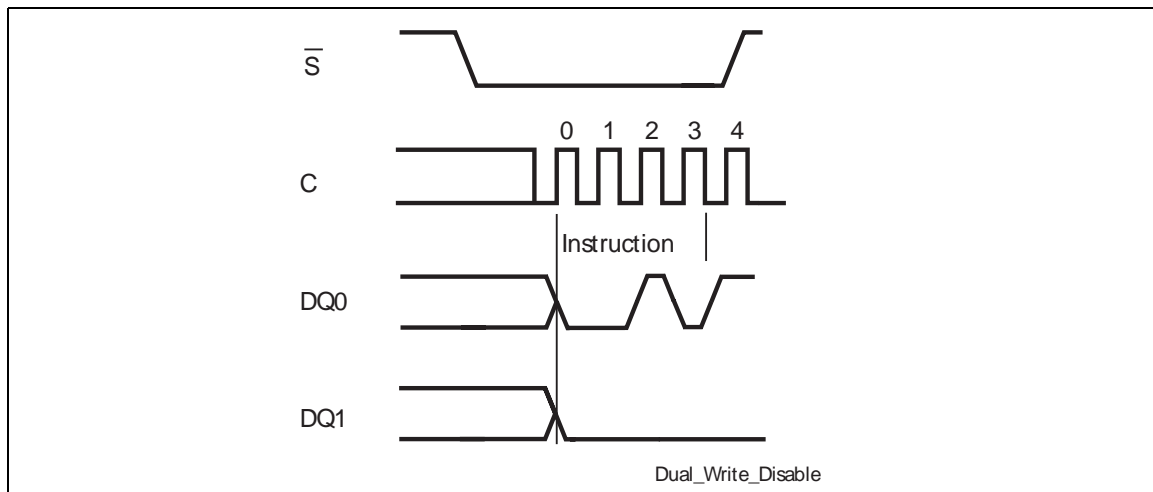 S̅
0 1 2 3 4
C
Instruction
DQ0
DQ1
Dual_Write_Disable